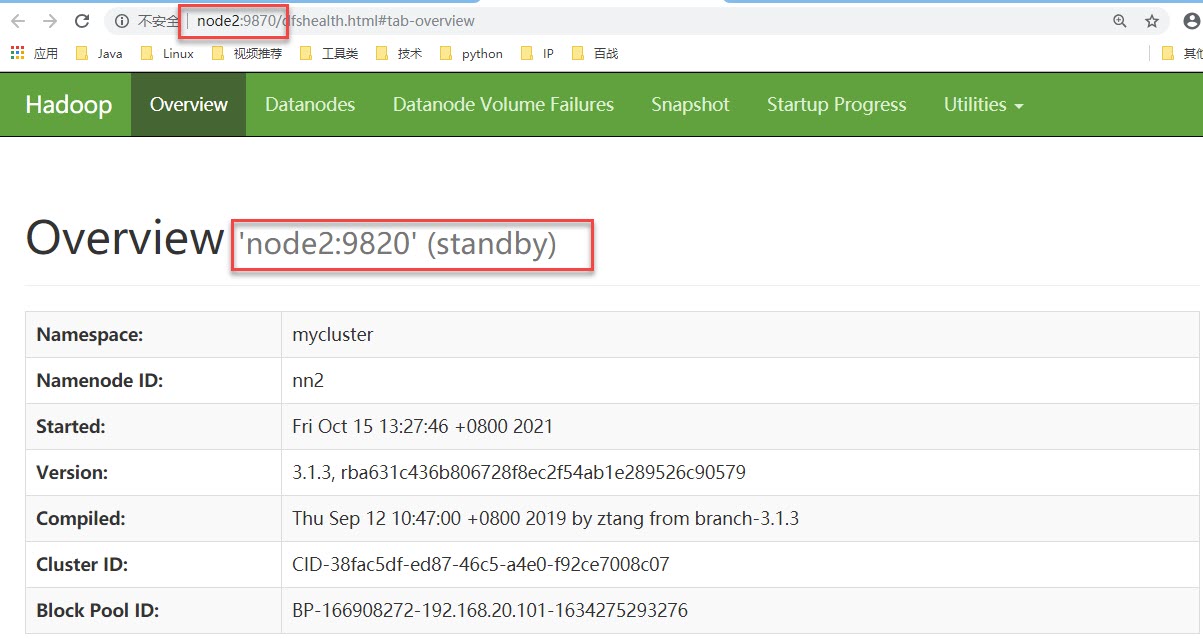 不安全 | node2:9870/dfshealth.html#tab-overview
应用 Java Linux 视频推荐 工具类 技术 python IP 百战
Hadoop Overview Datanodes Datanode Volume Failures Snapshot Startup Progress Utilities
Overview 'node2:9820' (standby)
Namespace: mycluster
Namenode ID: nn2
Started: Fri Oct 15 13:27:46 +0800 2021
Version: 3.1.3, rba631c436b806728f8ec2f54ab1e289526c90579
Compiled: Thu Sep 12 10:47:00 +0800 2019 by ztang from branch-3.1.3
Cluster ID: CID-38fac5df-ed87-46c5-a4e0-f92ce7008c07
Block Pool ID: BP-166908272-192.168.20.101-1634275293276